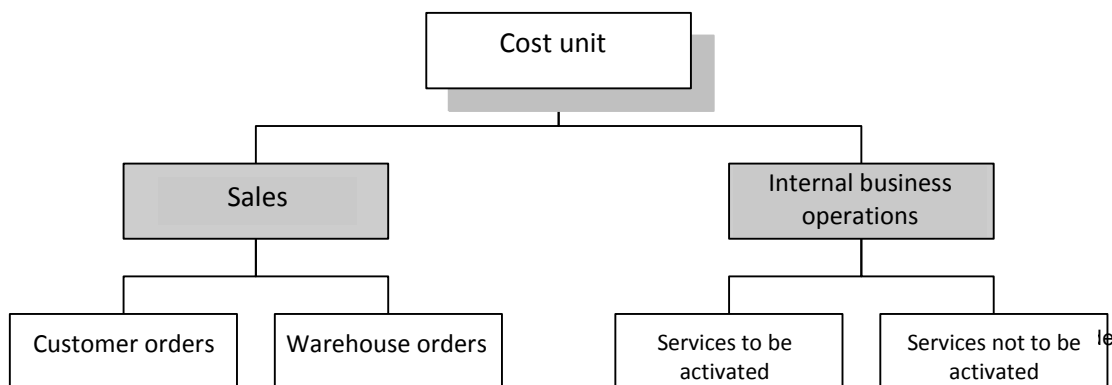 Cost unit
Sales
Internal business
operations
Customer orders
Warehouse orders
Services to be
activated
Services not to be
activated